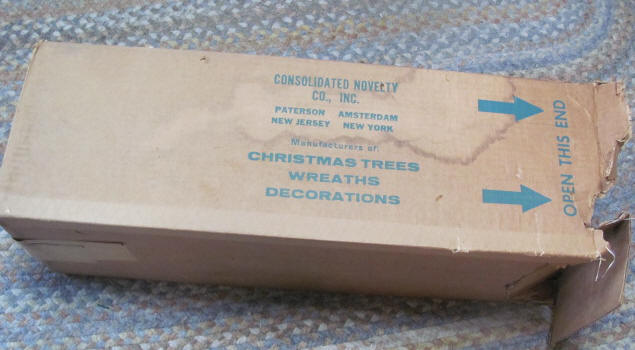 CONSOLIDATED NOVELTY
CO., INC.
PATERSON AMSTERDAM
NEW JERSEY NEW YORK
Manufacturers of:
CHRISTMAS TREES
WREATHS
DECORATIONS
OPEN THIS END